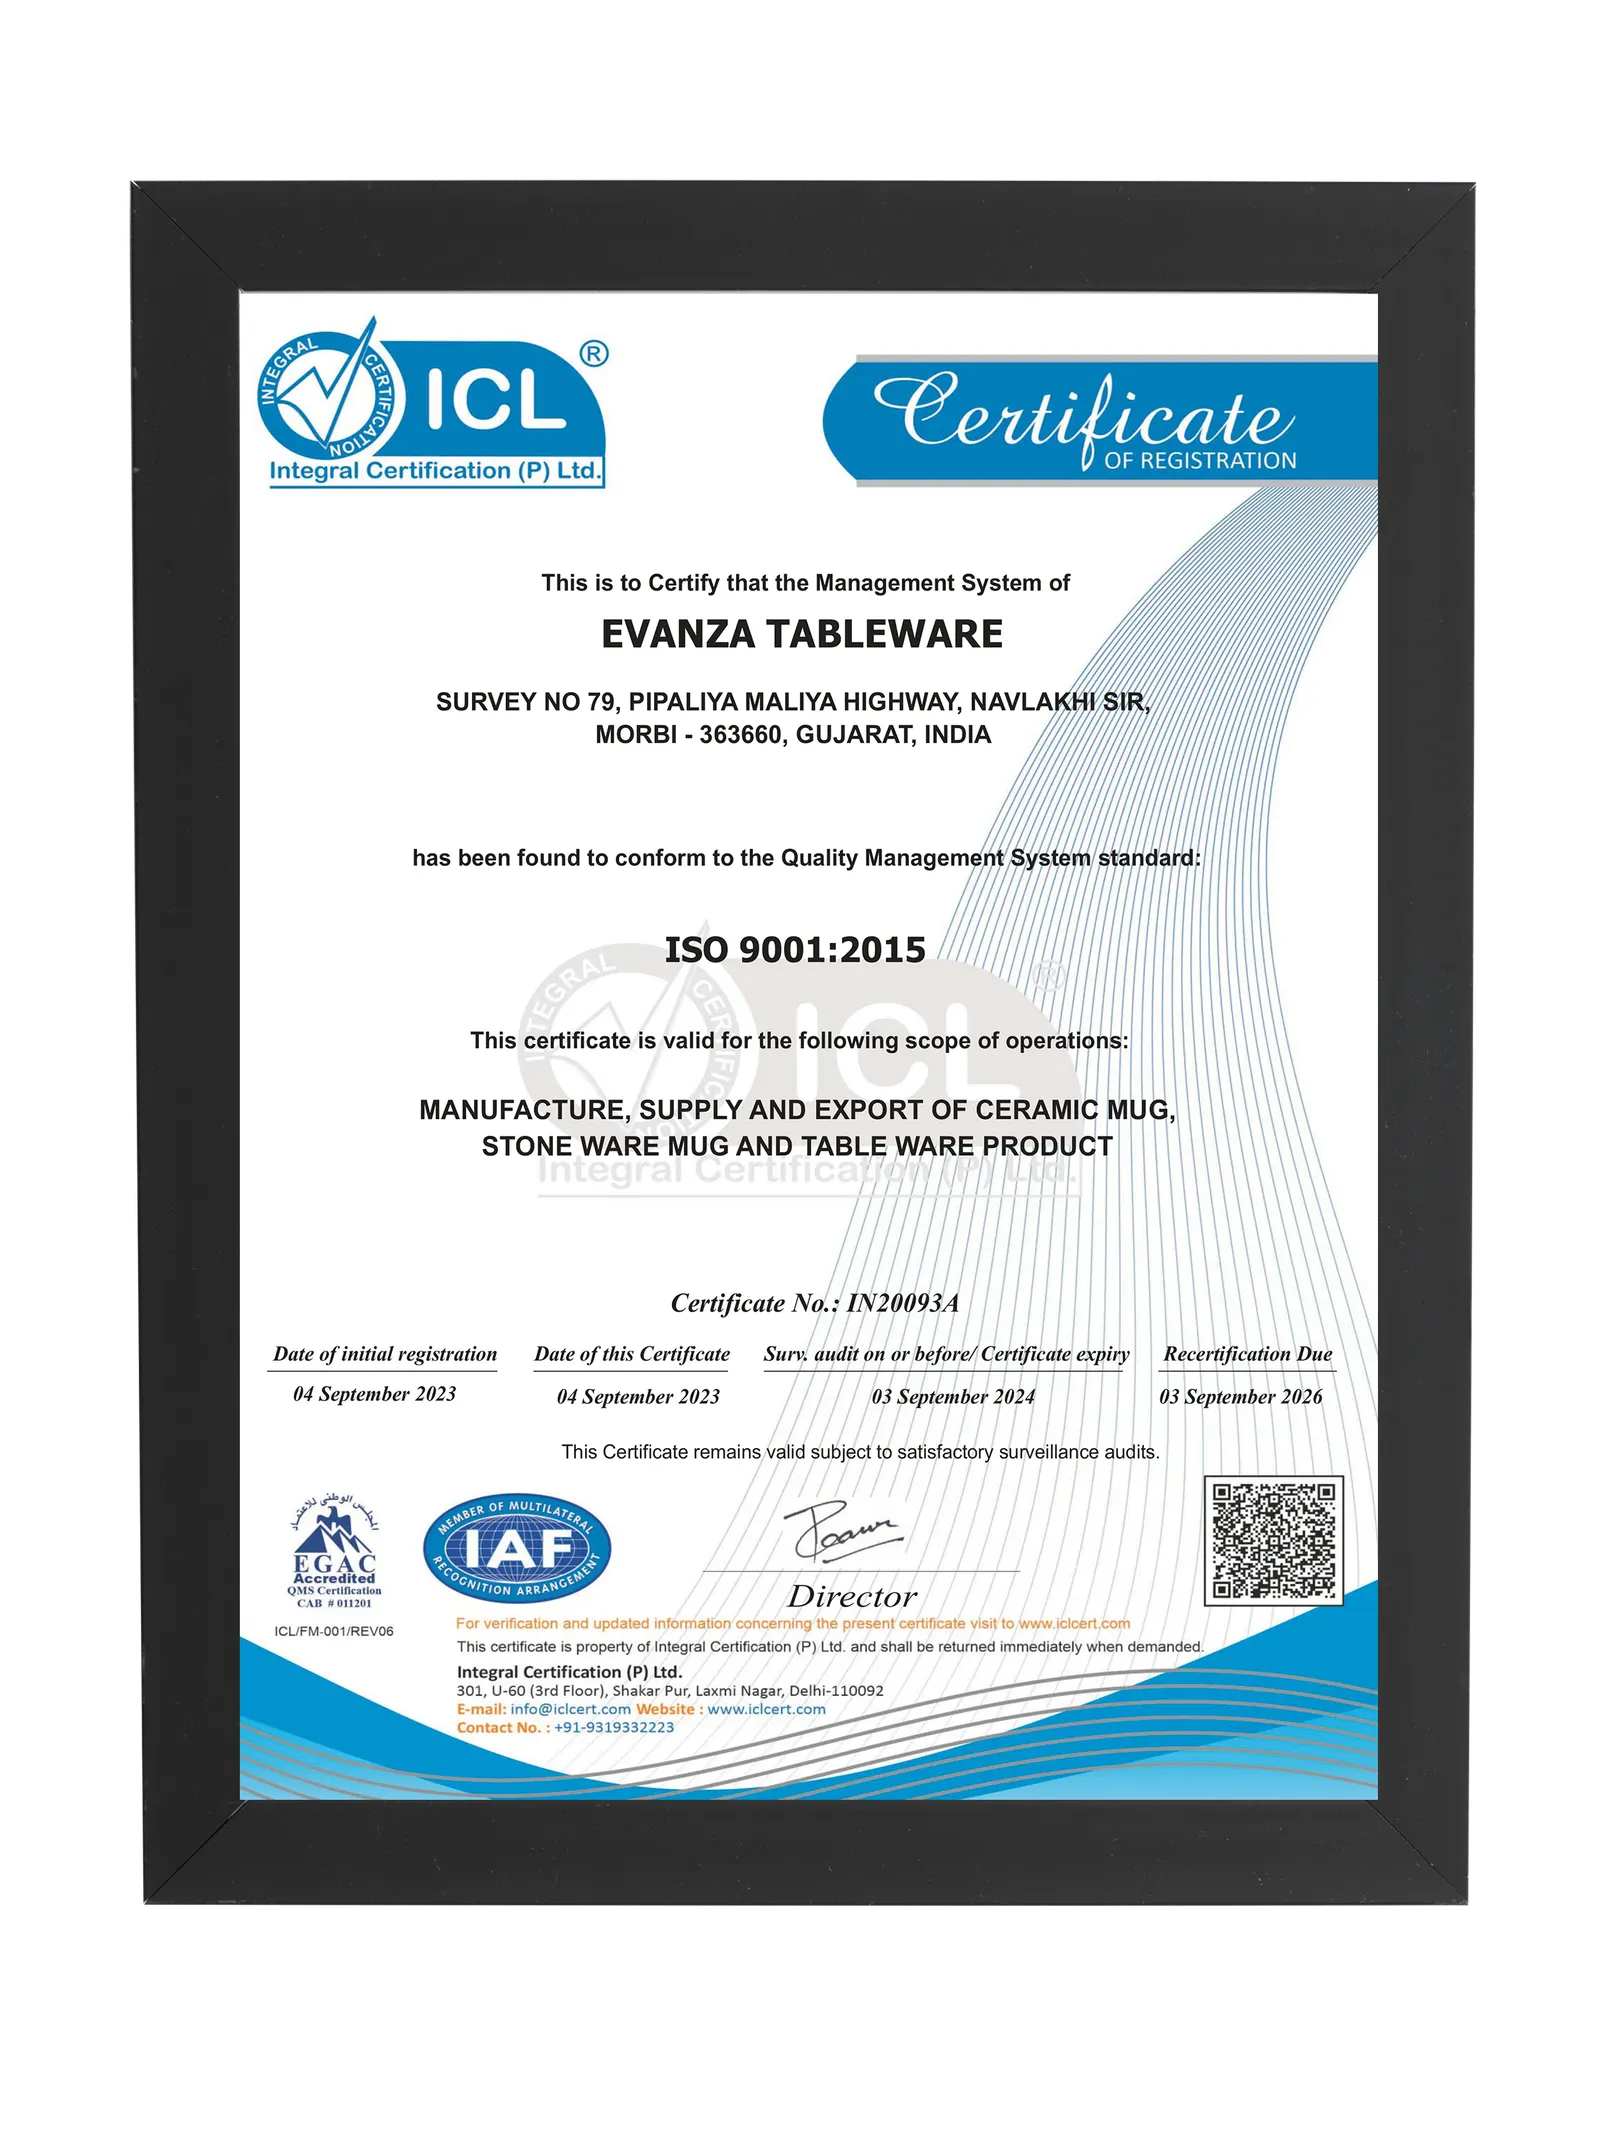 INTEGRAL CERTIFICATION
ICL ®
Integral Certification (P) Ltd.
Certificate
OF REGISTRATION
This is to Certify that the Management System of
EVANZA TABLEWARE
SURVEY NO 79, PIPALIYA MALIYA HIGHWAY, NAVLAKHI SIR,
MORBI - 363660, GUJARAT, INDIA
has been found to conform to the Quality Management System standard:
ISO 9001:2015
INTEGRAL CERTIFICATION
ICL ®
This certificate is valid for the following scope of operations:
MANUFACTURE, SUPPLY AND EXPORT OF CERAMIC MUG,
STONE WARE MUG AND TABLE WARE PRODUCT
Integral Certification (P) Ltd.
Certificate No.: IN20093A
Date of initial registration Date of this Certificate Surv. audit on or before/ Certificate expiry Recertification Due
04 September 2023 04 September 2023 03 September 2024 03 September 2026
This Certificate remains valid subject to satisfactory surveillance audits.
المجلس الوطني للاعتماد
EGAC
Accredited
QMS Certification
CAB # 011201
ICL/FM-001/REV06
MEMBER OF MULTILATERAL
IAF
RECOGNITION ARRANGEMENT
Director
For verification and updated information concerning the present certificate visit to www.iclcert.com
This certificate is property of Integral Certification (P) Ltd. and shall be returned immediately when demanded.
Integral Certification (P) Ltd.
301, U-60 (3rd Floor), Shakar Pur, Laxmi Nagar, Delhi-110092
E-mail: info@iclcert.com Website : www.iclcert.com
Contact No. : +91-9319332223